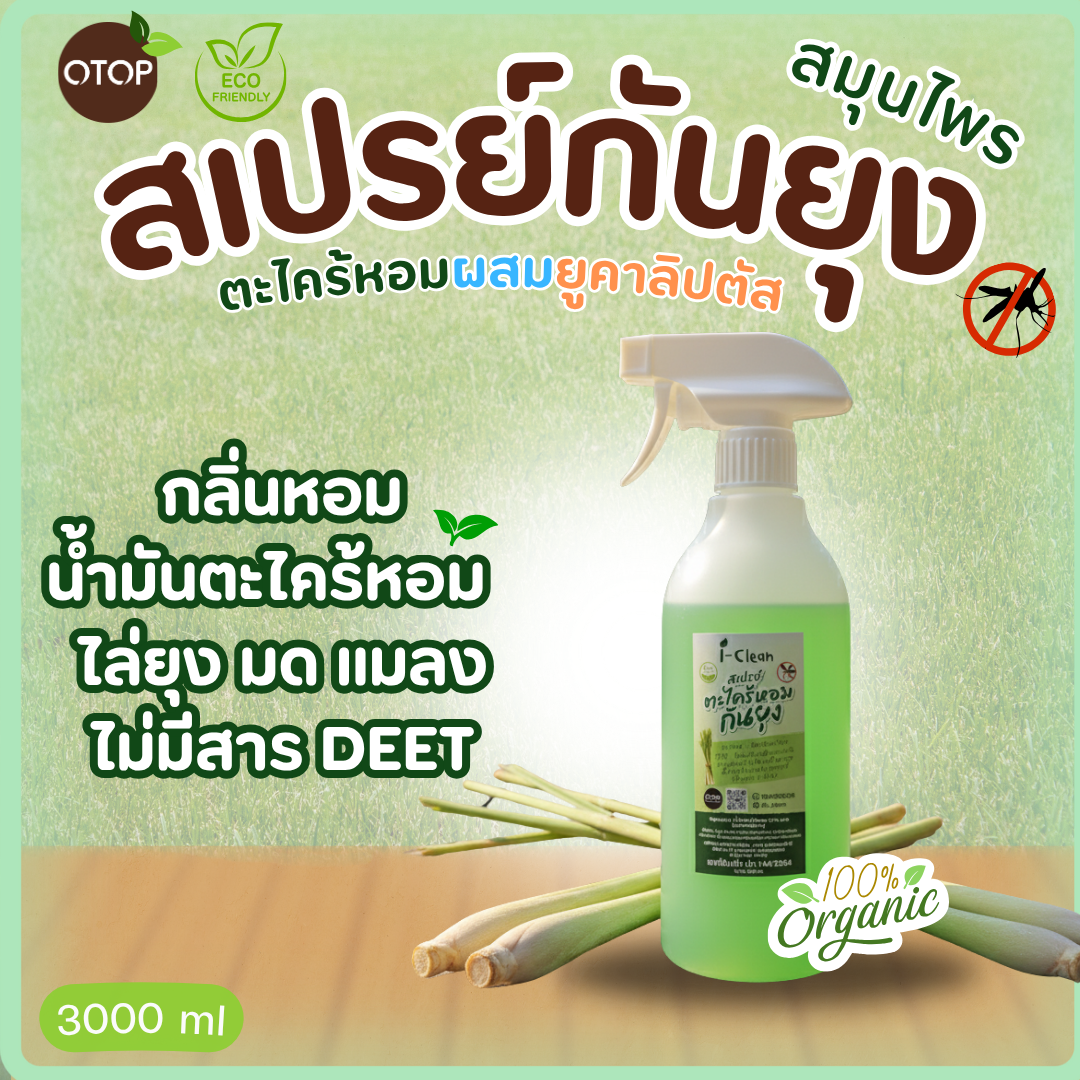 OTOP
ECO
FRIENDLY
สมุนไพร
สเปรย์กันยุง
ตะไคร้หอมผสมยูคาลิปตัส
กลิ่นหอม
น้ำมันตะไคร้หอม
ไล่ยุง มด แมลง
ไม่มีสาร DEET
i-Clean
สเปรย์
ตะไคร้หอม
กันยุง
100%
Organic
3000 ml